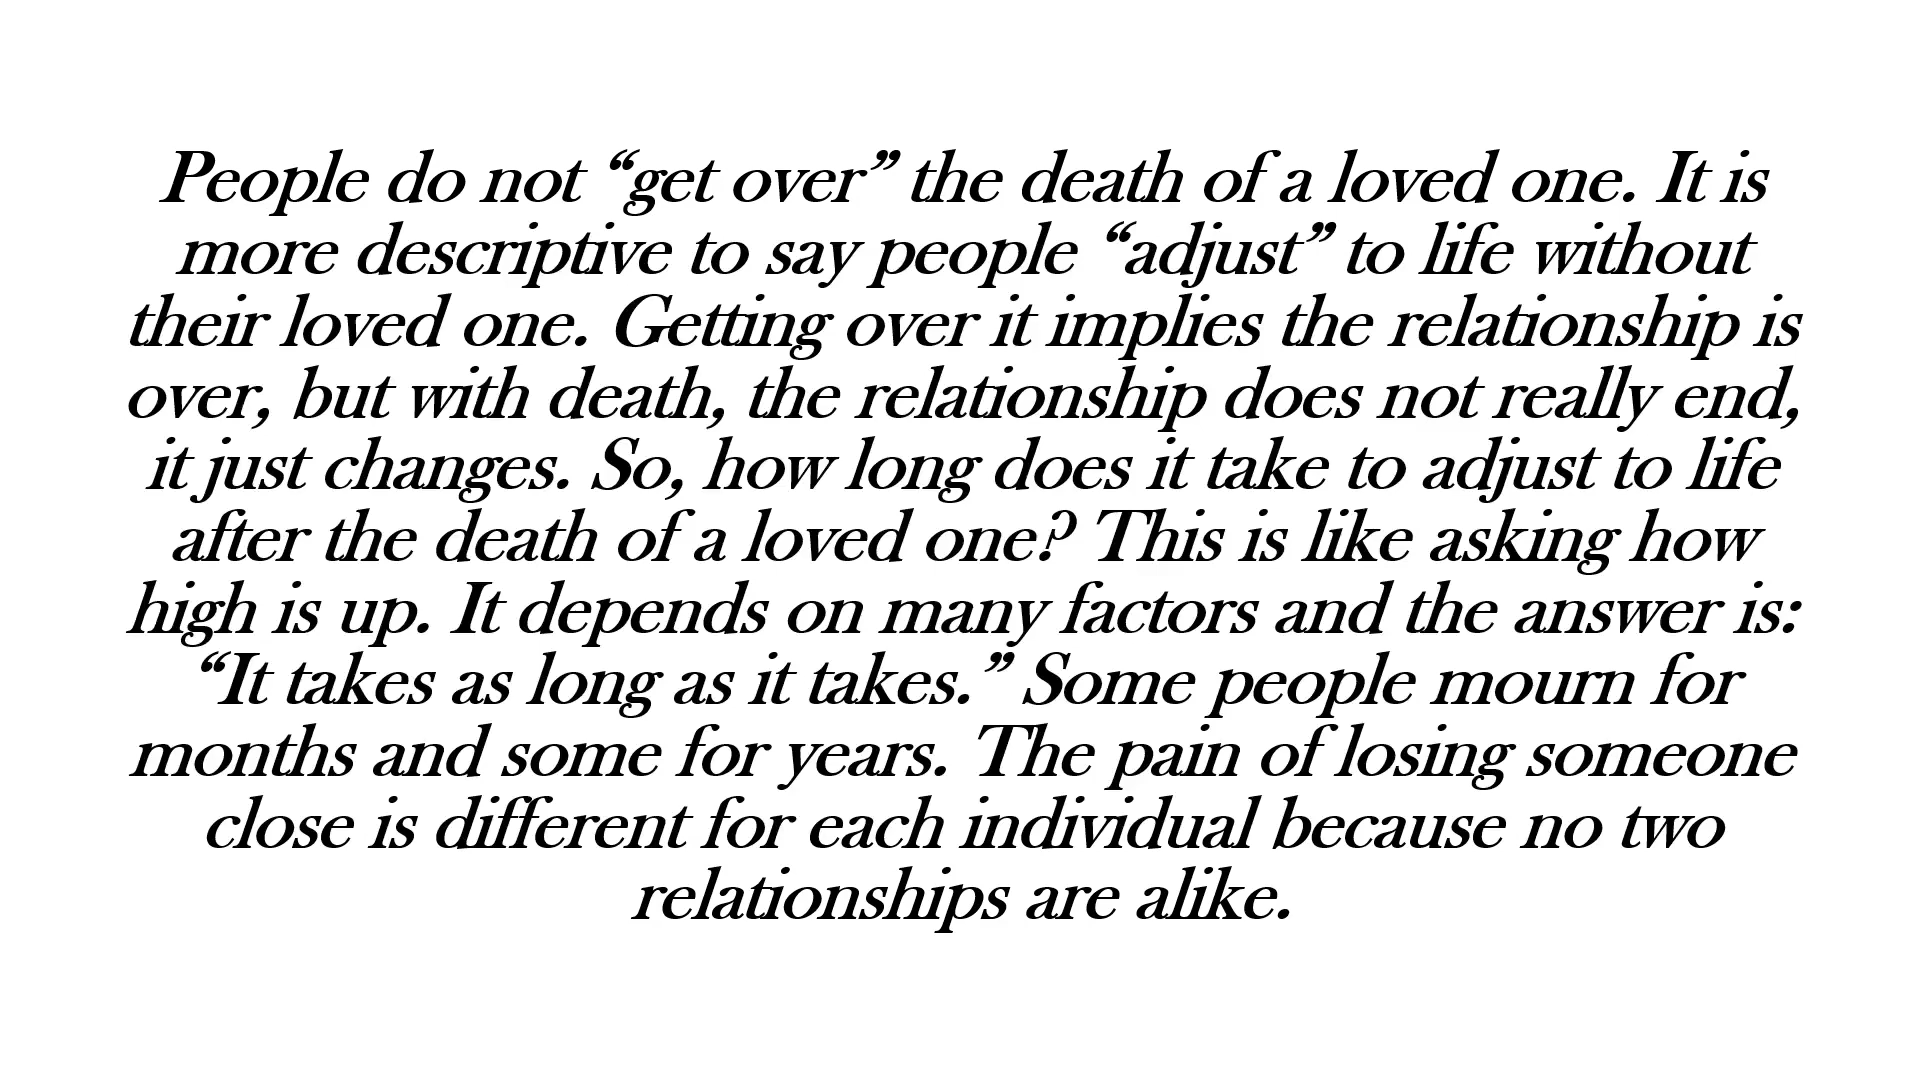 People do not “get over” the death of a loved one. It is
more descriptive to say people “adjust” to life without
their loved one. Getting over it implies the relationship is
over, but with death, the relationship does not really end,
it just changes. So, how long does it take to adjust to life
after the death of a loved one? This is like asking how
high is up. It depends on many factors and the answer is:
“It takes as long as it takes.” Some people mourn for
months and some for years. The pain of losing someone
close is different for each individual because no two
relationships are alike.